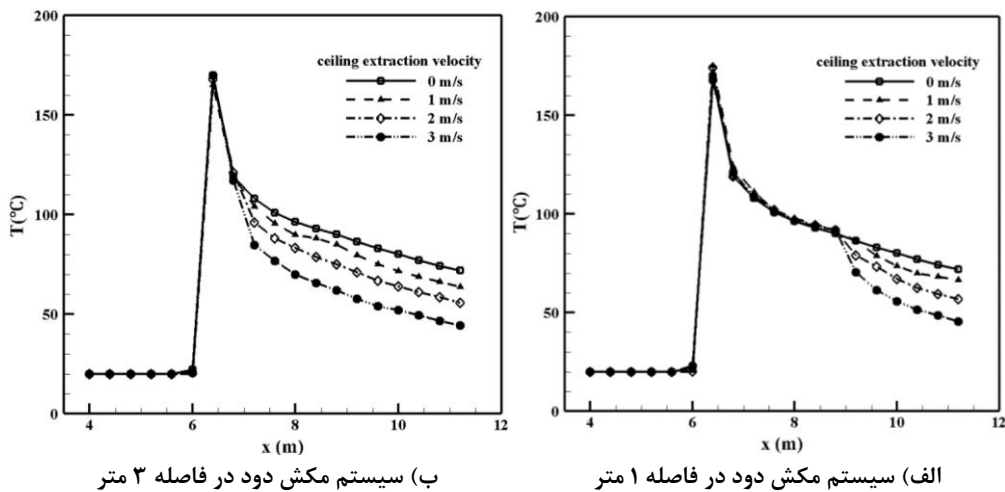 200
150
100
50
0
T(°C)
4
6
8
10
12
x (m)
ceiling extraction velocity
0 m/s
1 m/s
2 m/s
3 m/s
ب) سیستم مکش دود در فاصله ۳ متر
200
150
100
50
0
T(°C)
4
6
8
10
12
x (m)
ceiling extraction velocity
0 m/s
1 m/s
2 m/s
3 m/s
الف) سیستم مکش دود در فاصله ۱ متر